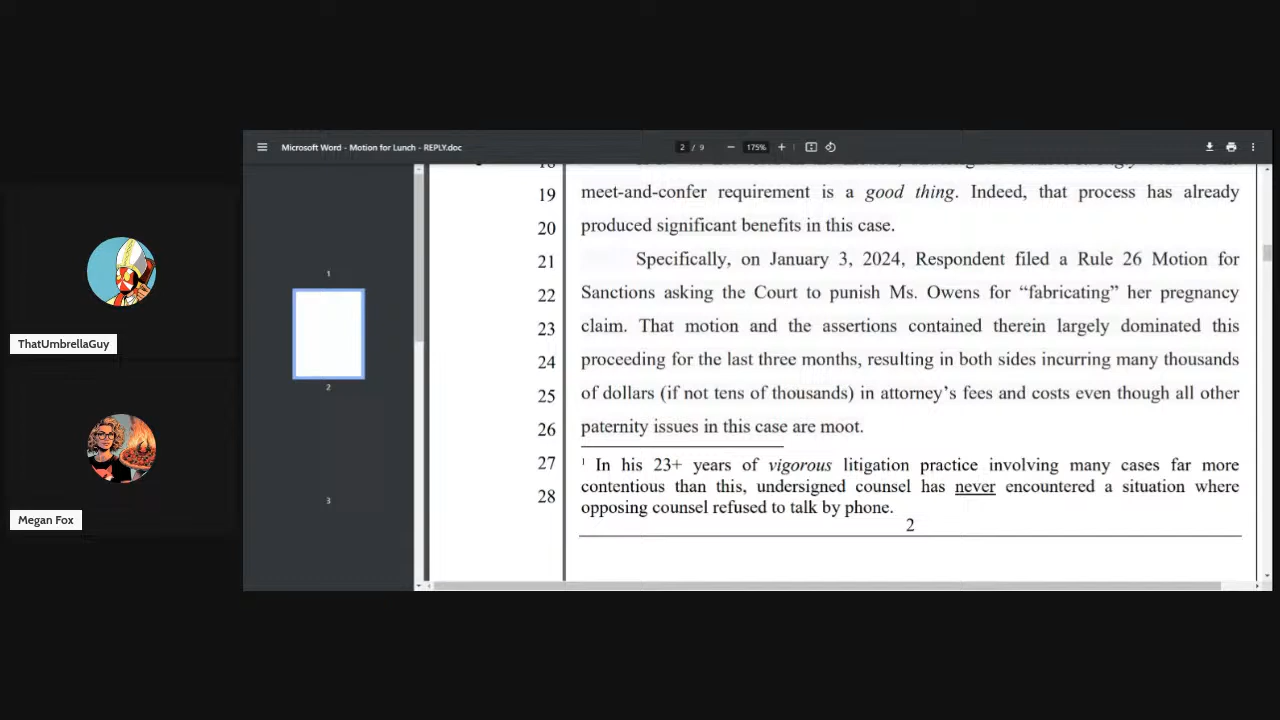 Microsoft Word - Motion for Lunch - REPLY.doc
2 / 9
175%
18
19 meet-and-confer requirement is a good thing. Indeed, that process has already
20 produced significant benefits in this case.
21 Specifically, on January 3, 2024, Respondent filed a Rule 26 Motion for
22 Sanctions asking the Court to punish Ms. Owens for “fabricating” her pregnancy
23 claim. That motion and the assertions contained therein largely dominated this
24 proceeding for the last three months, resulting in both sides incurring many thousands
25 of dollars (if not tens of thousands) in attorney’s fees and costs even though all other
26 paternity issues in this case are moot.
27 1 In his 23+ years of vigorous litigation practice involving many cases far more
28 contentious than this, undersigned counsel has never encountered a situation where
opposing counsel refused to talk by phone.
2
1
2
3
ThatUmbrellaGuy
Megan Fox